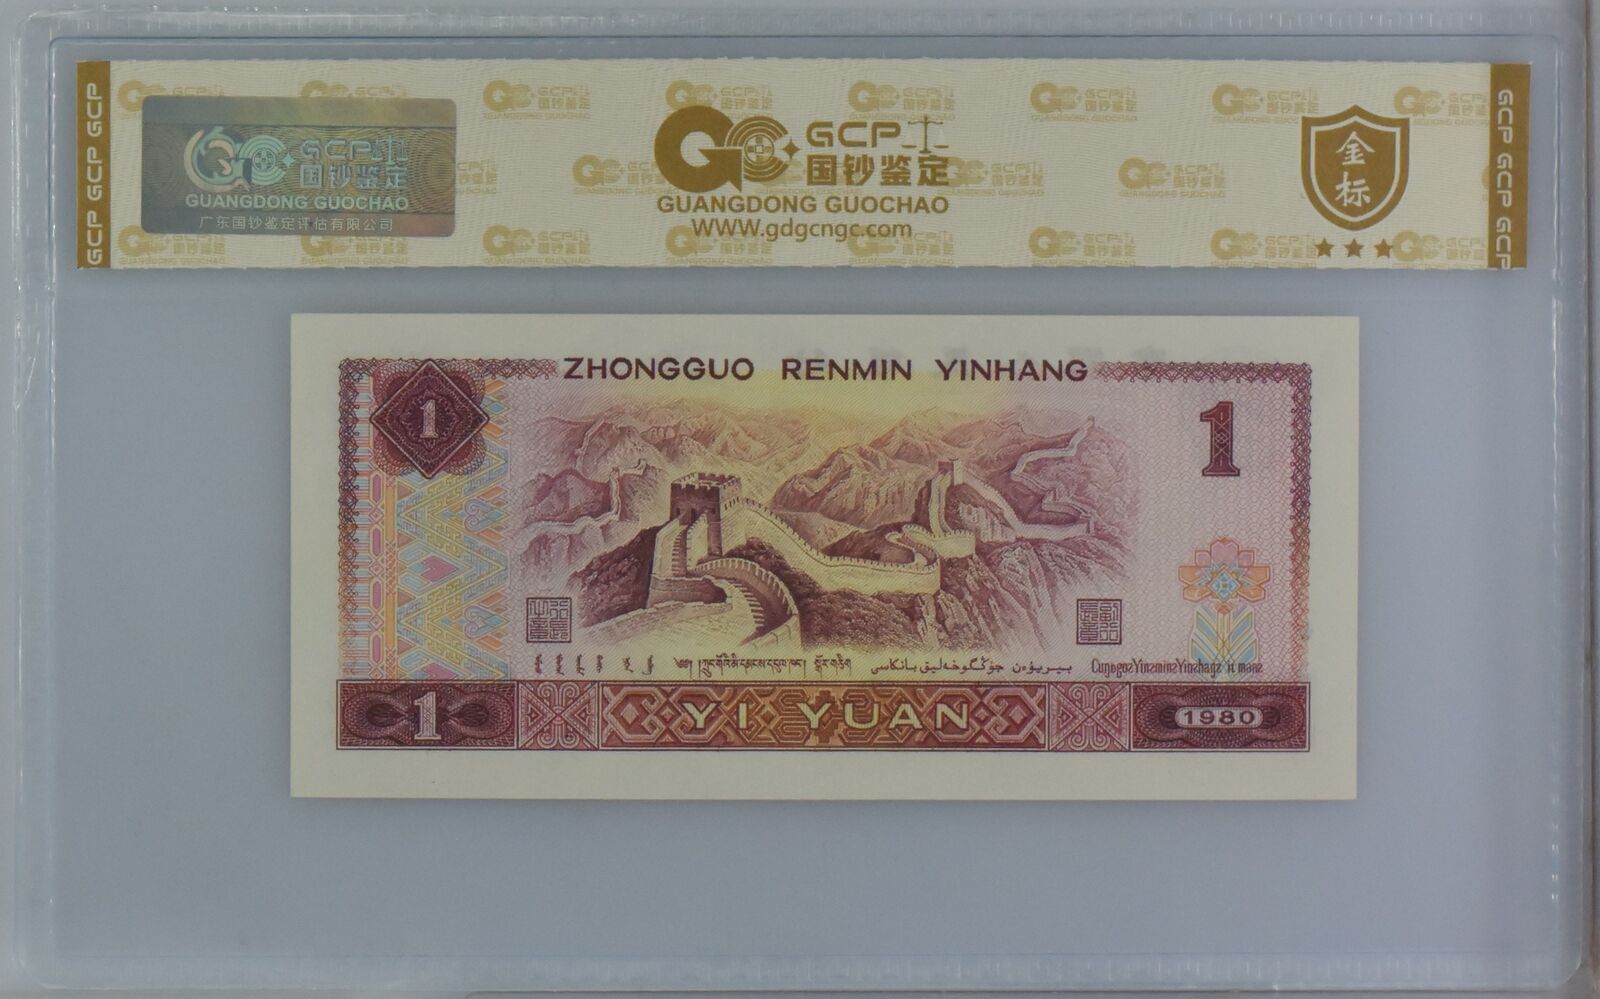 GCP GCP GCP
GCP
国钞鉴定
GUANGDONG GUOCHAO
广东国钞鉴定评估有限公司
GCP
国钞鉴定
GUANGDONG GUOCHAO
www.gdgcngc.com
金
标
GCP GCP GCP
ZHONGGUO RENMIN YINHANG
1
1
YI YUAN
1
1980